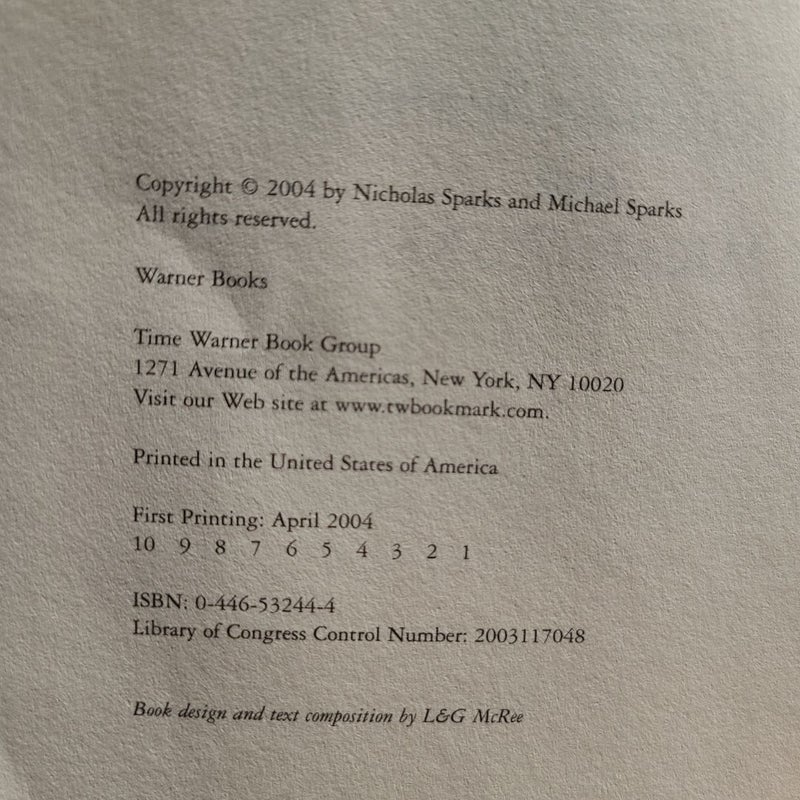 Copyright © 2004 by Nicholas Sparks and Michael Sparks
All rights reserved.
Warner Books
Time Warner Book Group
1271 Avenue of the Americas, New York, NY 10020
Visit our Web site at www.twbookmark.com.
Printed in the United States of America
First Printing: April 2004
10 9 8 7 6 5 4 3 2 1
ISBN: 0-446-53244-4
Library of Congress Control Number: 2003117048
Book design and text composition by L&G McRee